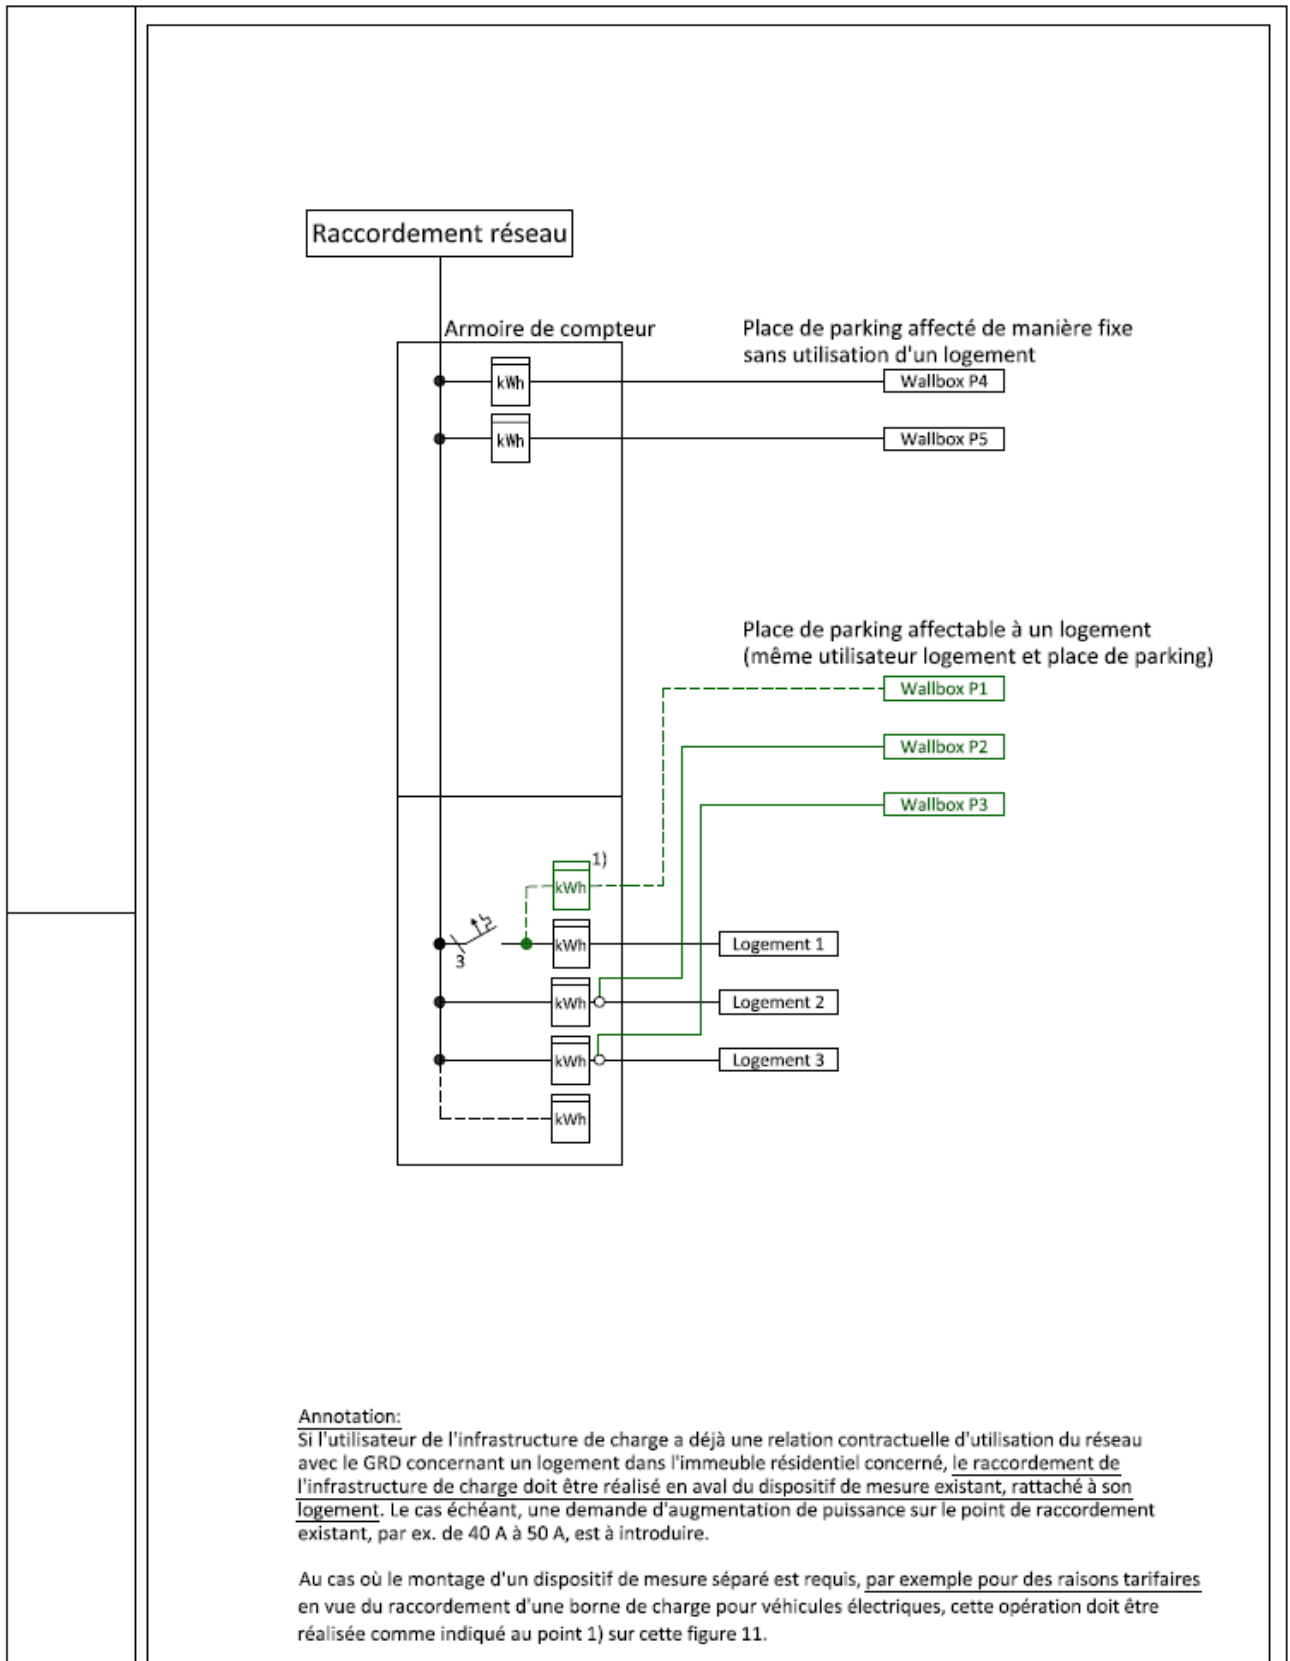 Raccordement réseau
Armoire de compteur
Place de parking affecté de manière fixe
sans utilisation d'un logement
kWh
Wallbox P4
kWh
Wallbox P5
Place de parking affectable à un logement
(même utilisateur logement et place de parking)
Wallbox P1
Wallbox P2
Wallbox P3
1)
kWh
3
kWh
Logement 1
kWh
Logement 2
kWh
Logement 3
kWh
Annotation:
Si l'utilisateur de l'infrastructure de charge a déjà une relation contractuelle d'utilisation du réseau
avec le GRD concernant un logement dans l'immeuble résidentiel concerné, le raccordement de
l'infrastructure de charge doit être réalisé en aval du dispositif de mesure existant, rattaché à son
logement. Le cas échéant, une demande d'augmentation de puissance sur le point de raccordement
existant, par ex. de 40 A à 50 A, est à introduire.
Au cas où le montage d'un dispositif de mesure séparé est requis, par exemple pour des raisons tarifaires
en vue du raccordement d'une borne de charge pour véhicules électriques, cette opération doit être
réalisée comme indiqué au point 1) sur cette figure 11.